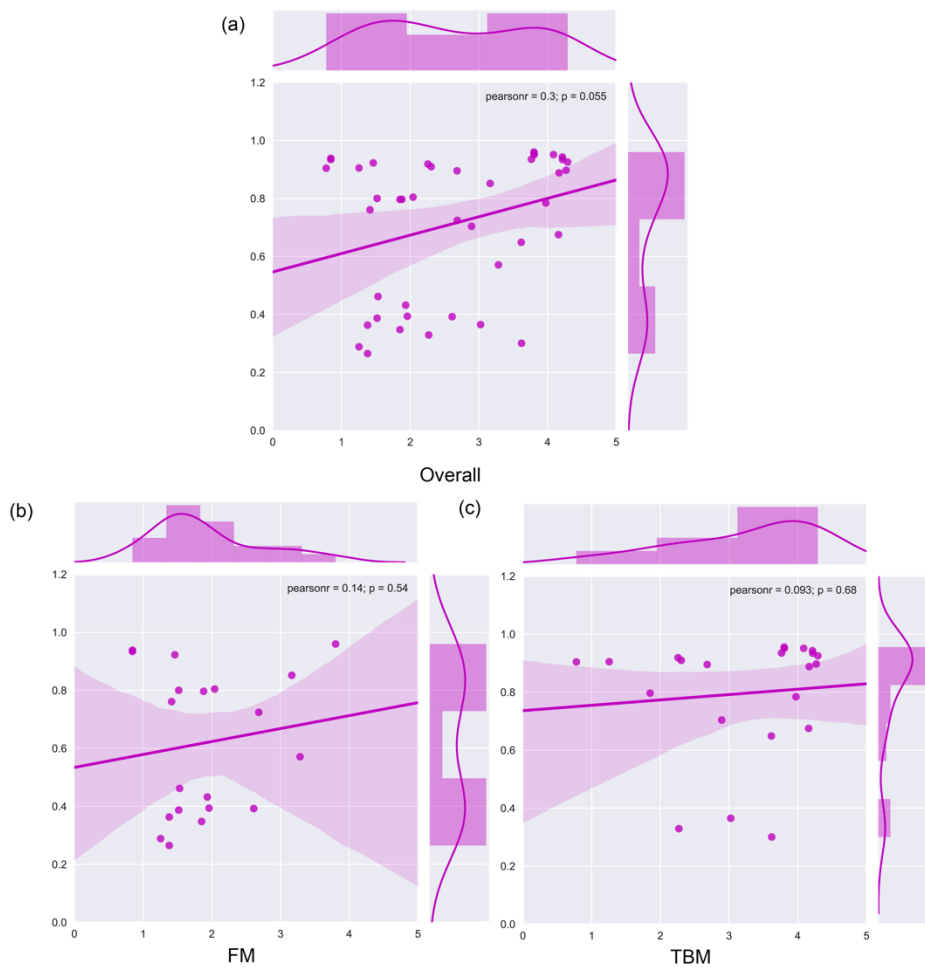 (a)
pearsonr = 0.3; p = 0.055
1.2
1.0
0.8
0.6
0.4
0.2
0.0
0 1 2 3 4 5
Overall
(b)
pearsonr = 0.14; p = 0.54
1.2
1.0
0.8
0.6
0.4
0.2
0.0
0 1 2 3 4 5
FM
(c)
pearsonr = 0.093; p = 0.68
1.2
1.0
0.8
0.6
0.4
0.2
0.0
0 1 2 3 4 5
TBM